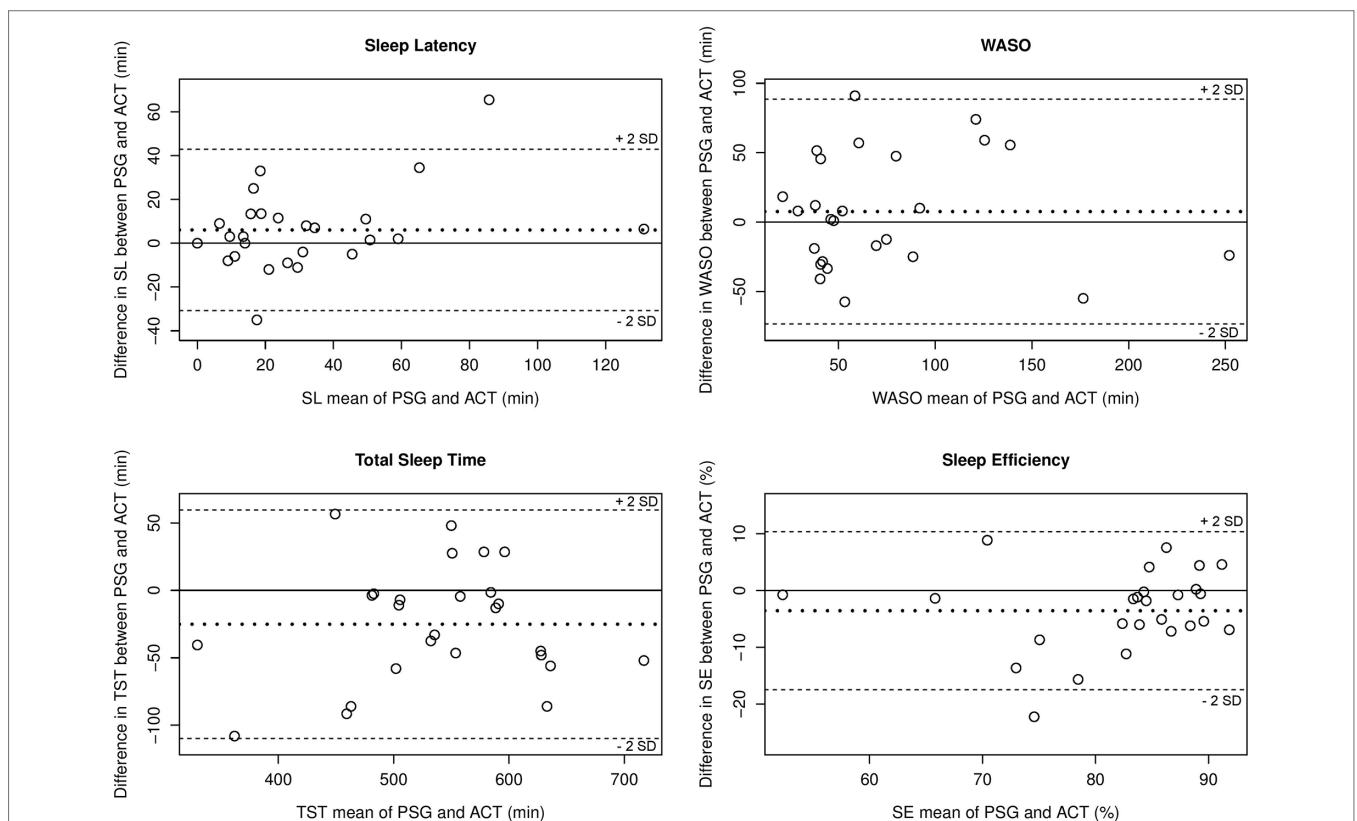 Sleep Latency
Difference in SL between PSG and ACT (min)
60
40
20
0
−20
−40
+ 2 SD
- 2 SD
0 20 40 60 80 100 120
SL mean of PSG and ACT (min)
WASO
Difference in WASO between PSG and ACT (min)
100
50
0
−50
+ 2 SD
- 2 SD
50 100 150 200 250
WASO mean of PSG and ACT (min)
Total Sleep Time
Difference in TST between PSG and ACT (min)
50
0
−50
−100
+ 2 SD
- 2 SD
400 500 600 700
TST mean of PSG and ACT (min)
Sleep Efficiency
Difference in SE between PSG and ACT (%)
10
0
−10
−20
+ 2 SD
- 2 SD
60 70 80 90
SE mean of PSG and ACT (%)